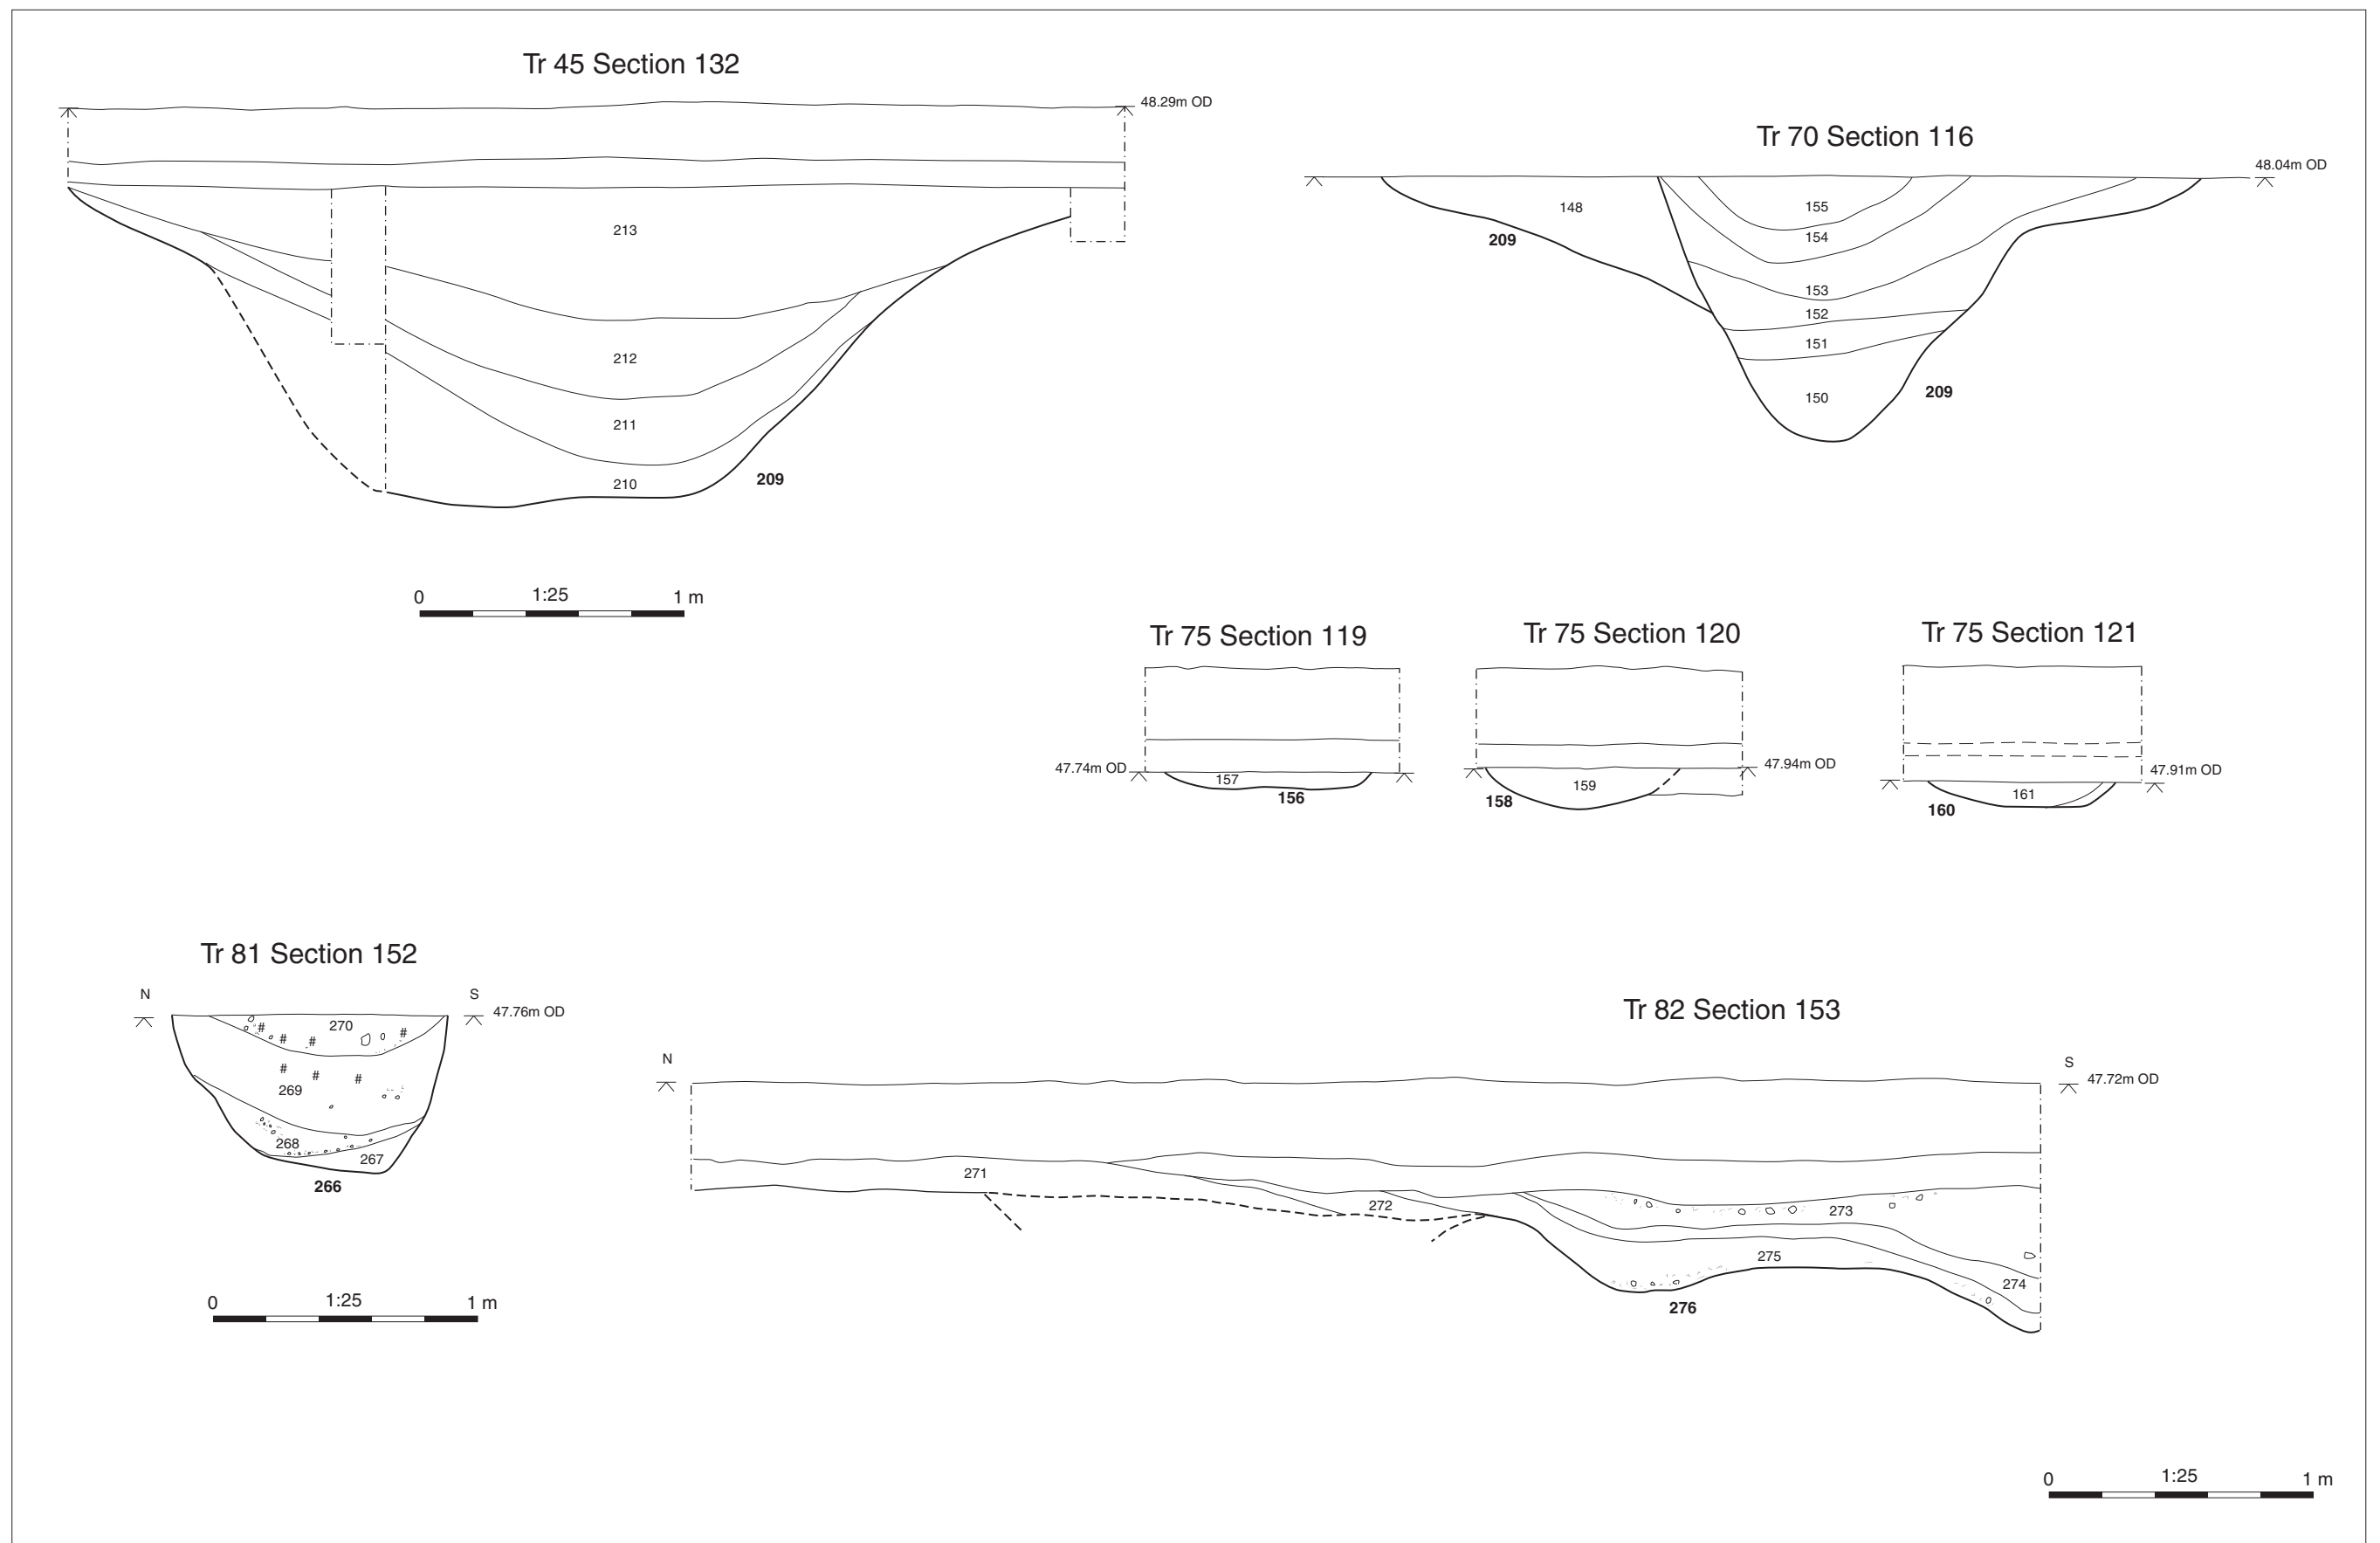 Tr 45 Section 132
48.29m OD
213
212
211
210
209
0 1:25 1 m
Tr 70 Section 116
48.04m OD
148
155
209
154
153
152
151
150
209
Tr 75 Section 119
47.74m OD
157
156
Tr 75 Section 120
47.94m OD
159
158
Tr 75 Section 121
47.91m OD
161
160
Tr 81 Section 152
N S
47.76m OD
270
#
#
#
#
#
#
#
269
268
267
266
0 1:25 1 m
Tr 82 Section 153
N
S
47.72m OD
271
272
273
275
274
276
0 1:25 1 m